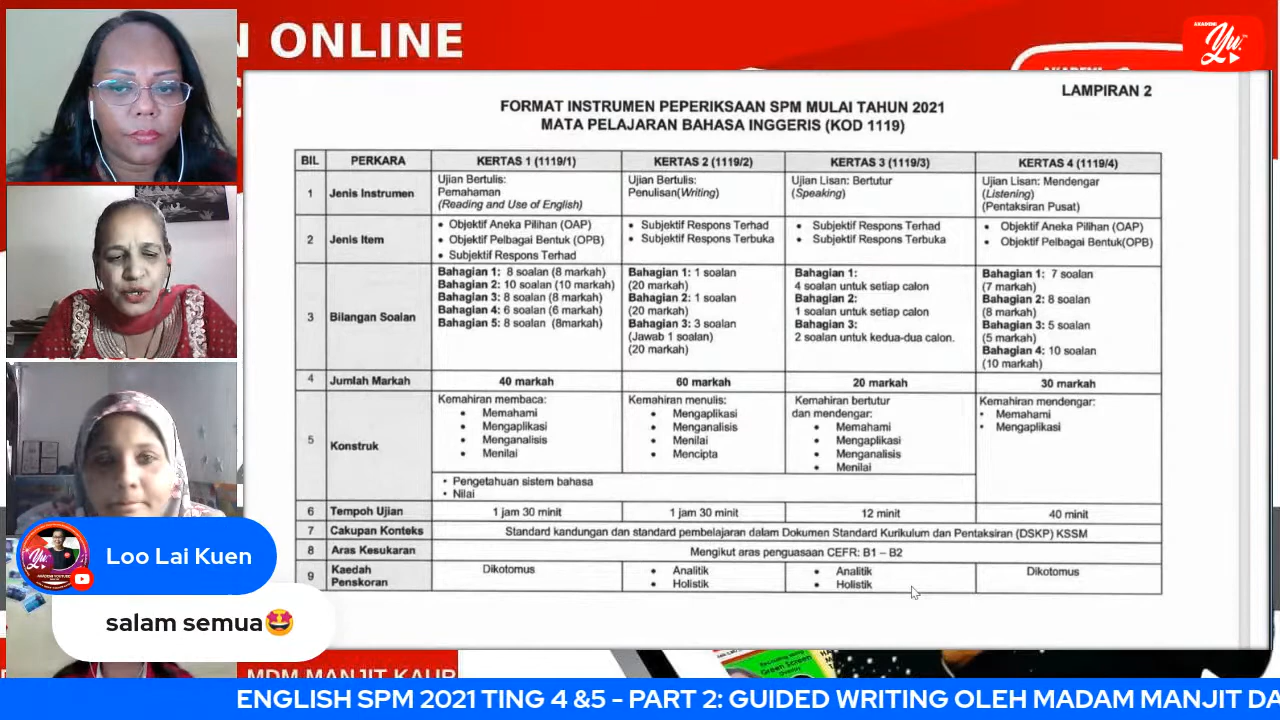 N ONLINE
AKADEMI
Yu.
LAMPIRAN 2
FORMAT INSTRUMEN PEPERIKSAAN SPM MULAI TAHUN 2021
MATA PELAJARAN BAHASA INGGERIS (KOD 1119)
BIL PERKARA KERTAS 1 (1119/1) KERTAS 2 (1119/2) KERTAS 3 (1119/3) KERTAS 4 (1119/4)
1 Jenis Instrumen
Ujian Bertulis:
Pemahaman
(Reading and Use of English)
Ujian Bertulis:
Penulisan(Writing)
Ujian Lisan: Bertutur
(Speaking)
Ujian Lisan: Mendengar
(Listening)
(Pentaksiran Pusat)
2 Jenis Item
• Objektif Aneka Pilihan (OAP)
• Objektif Pelbagai Bentuk (OPB)
• Subjektif Respons Terhad
• Subjektif Respons Terhad
• Subjektif Respons Terbuka
• Subjektif Respons Terhad
• Subjektif Respons Terbuka
• Objektif Aneka Pilihan (OAP)
• Objektif Pelbagai Bentuk(OPB)
3 Bilangan Soalan
Bahagian 1: 8 soalan (8 markah)
Bahagian 2: 10 soalan (10 markah)
Bahagian 3: 8 soalan (8 markah)
Bahagian 4: 6 soalan (6 markah)
Bahagian 5: 8 soalan (8markah)
Bahagian 1: 1 soalan
(20 markah)
Bahagian 2: 1 soalan
(20 markah)
Bahagian 3: 3 soalan
(Jawab 1 soalan)
(20 markah)
Bahagian 1:
4 soalan untuk setiap calon
Bahagian 2:
1 soalan untuk setiap calon
Bahagian 3:
2 soalan untuk kedua-dua calon.
Bahagian 1: 7 soalan
(7 markah)
Bahagian 2: 8 soalan
(8 markah)
Bahagian 3: 5 soalan
(5 markah)
Bahagian 4: 10 soalan
(10 markah)
4 Jumlah Markah 40 markah 60 markah 20 markah 30 markah
5 Konstruk
Kemahiran membaca:
• Memahami
• Mengaplikasi
• Menganalisis
• Menilai
Kemahiran menulis:
• Mengaplikasi
• Menganalisis
• Menilai
• Mencipta
Kemahiran bertutur
dan mendengar:
• Memahami
• Mengaplikasi
• Menganalisis
• Menilai
Kemahiran mendengar:
• Memahami
• Mengaplikasi
• Pengetahuan sistem bahasa
• Nilai
6 Tempoh Ujian 1 jam 30 minit 1 jam 30 minit 12 minit 40 minit
7 Cakupan Konteks Standard kandungan dan standard pembelajaran dalam Dokumen Standard Kurikulum dan Pentaksiran (DSKP) KSSM
8 Aras Kesukaran Mengikut aras penguasaan CEFR: B1 – B2
9 Kaedah
Penskoran
Dikotomus
• Analitik
• Holistik
• Analitik
• Holistik
Dikotomus
Loo Lai Kuen
salam semua🤩
MDM MANJIT KAUR
Green Screen
ENGLISH SPM 2021 TING 4 &5 - PART 2: GUIDED WRITING OLEH MADAM MANJIT DA